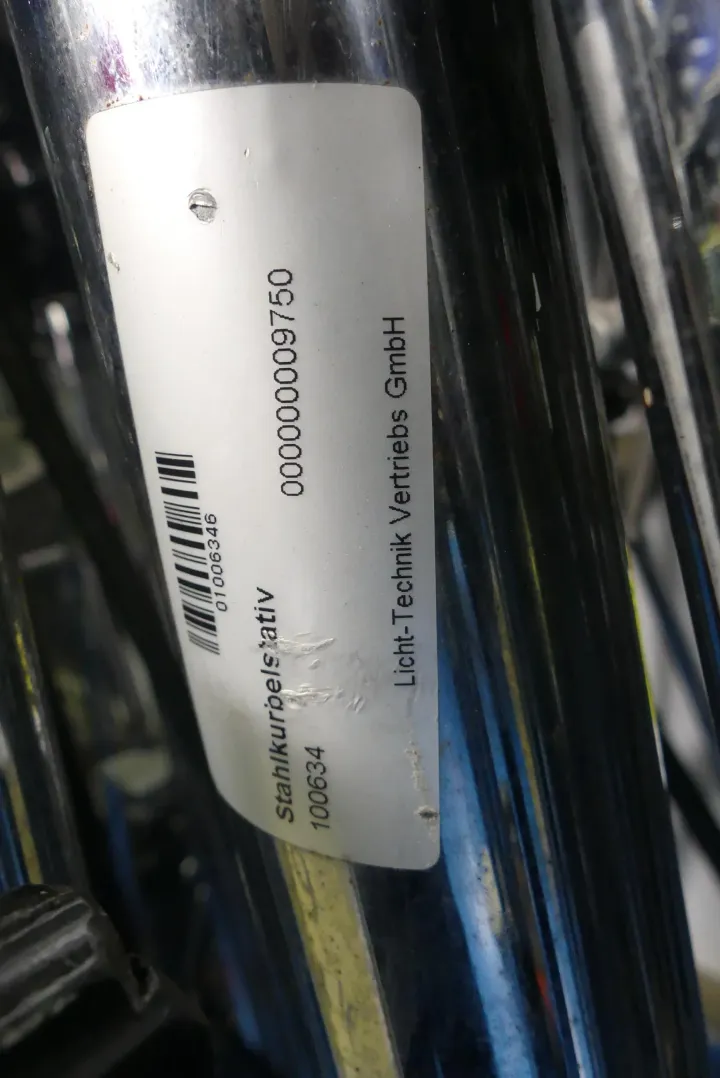 01006346
Stahlkurbelstativ
100634
0000000009750
Licht-Technik Vertriebs GmbH